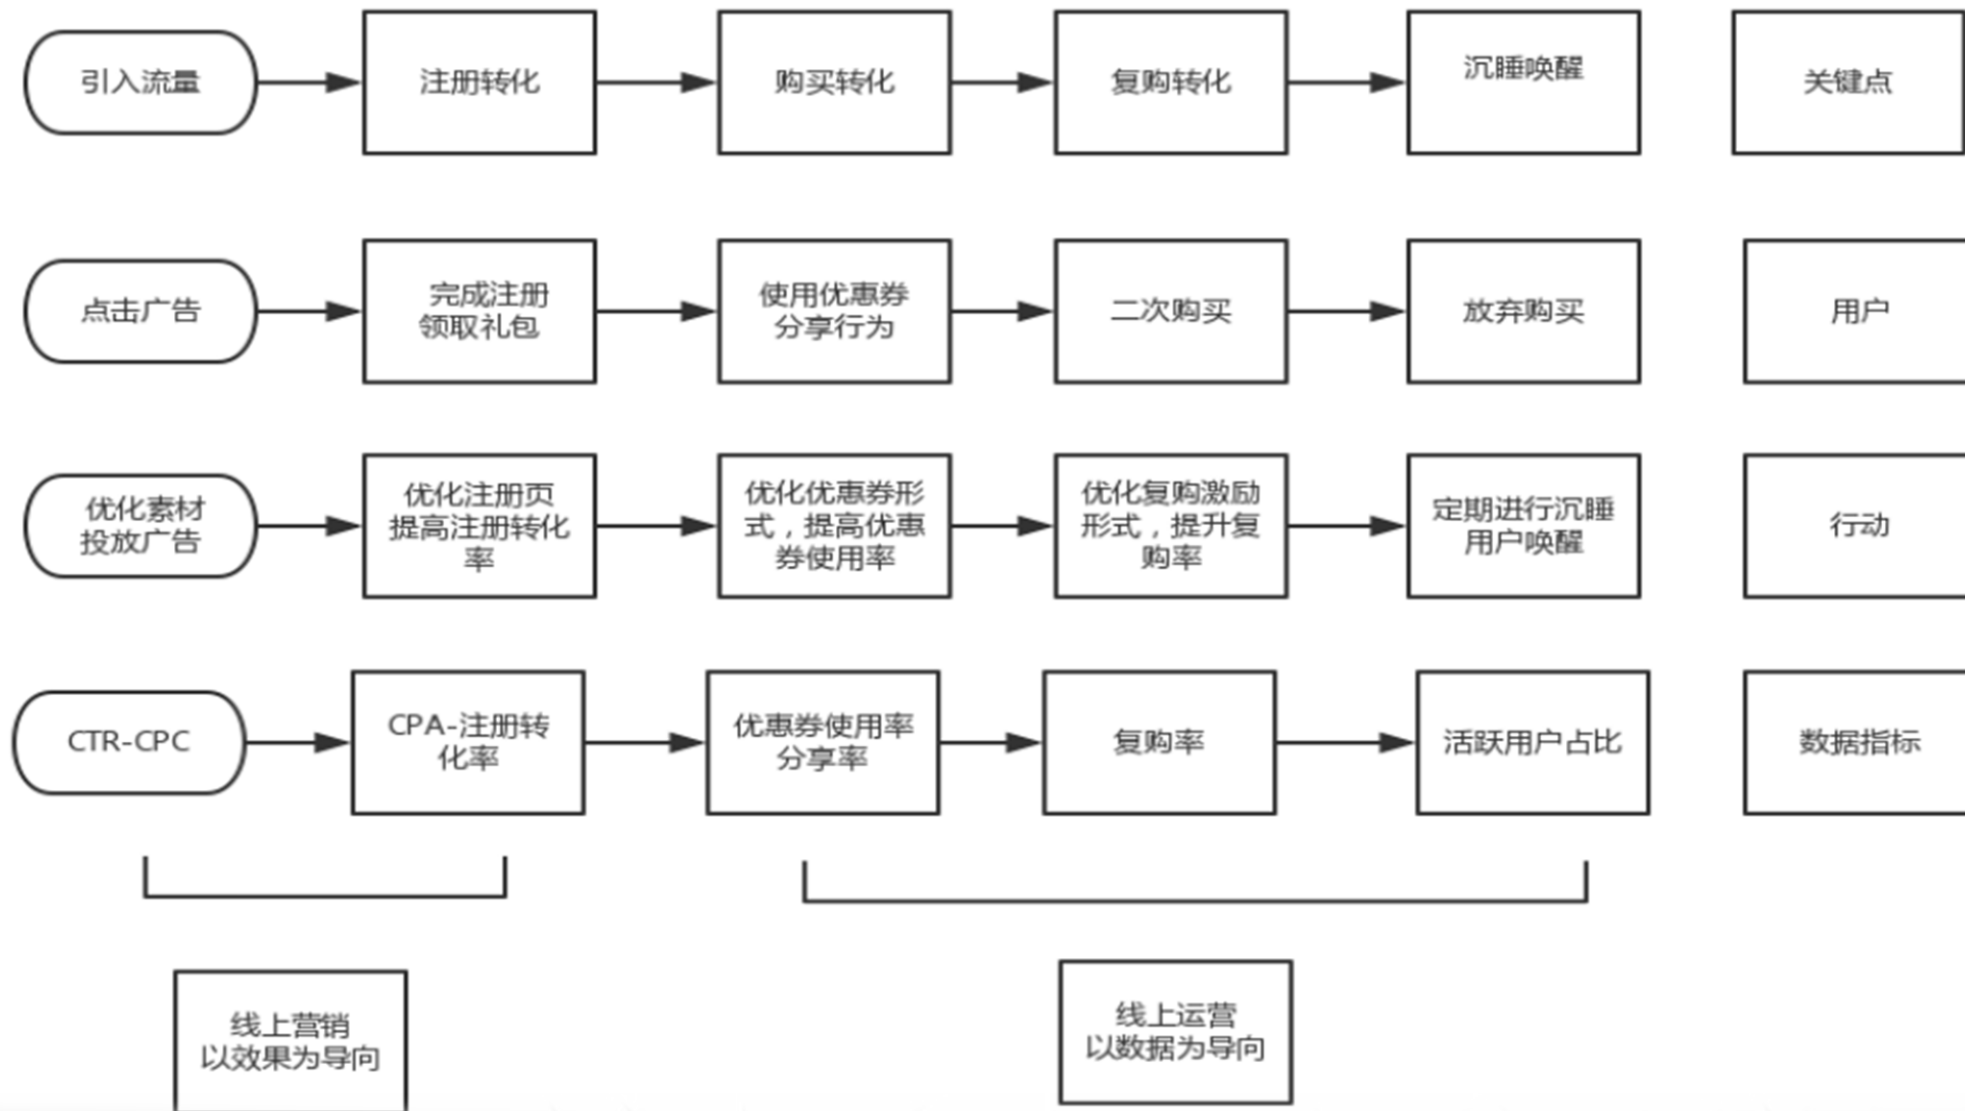 引入流量
注册转化
购买转化
复购转化
沉睡唤醒
关键点
点击广告
完成注册
领取礼包
使用优惠券
分享行为
二次购买
放弃购买
用户
优化素材
投放广告
优化注册页
提高注册转化
率
优化优惠券形
式，提高优惠
券使用率
优化复购激励
形式，提升复
购率
定期进行沉睡
用户唤醒
行动
CTR-CPC
CPA-注册转
化率
优惠券使用率
分享率
复购率
活跃用户占比
数据指标
线上营销
以效果为导向
线上运营
以数据为导向